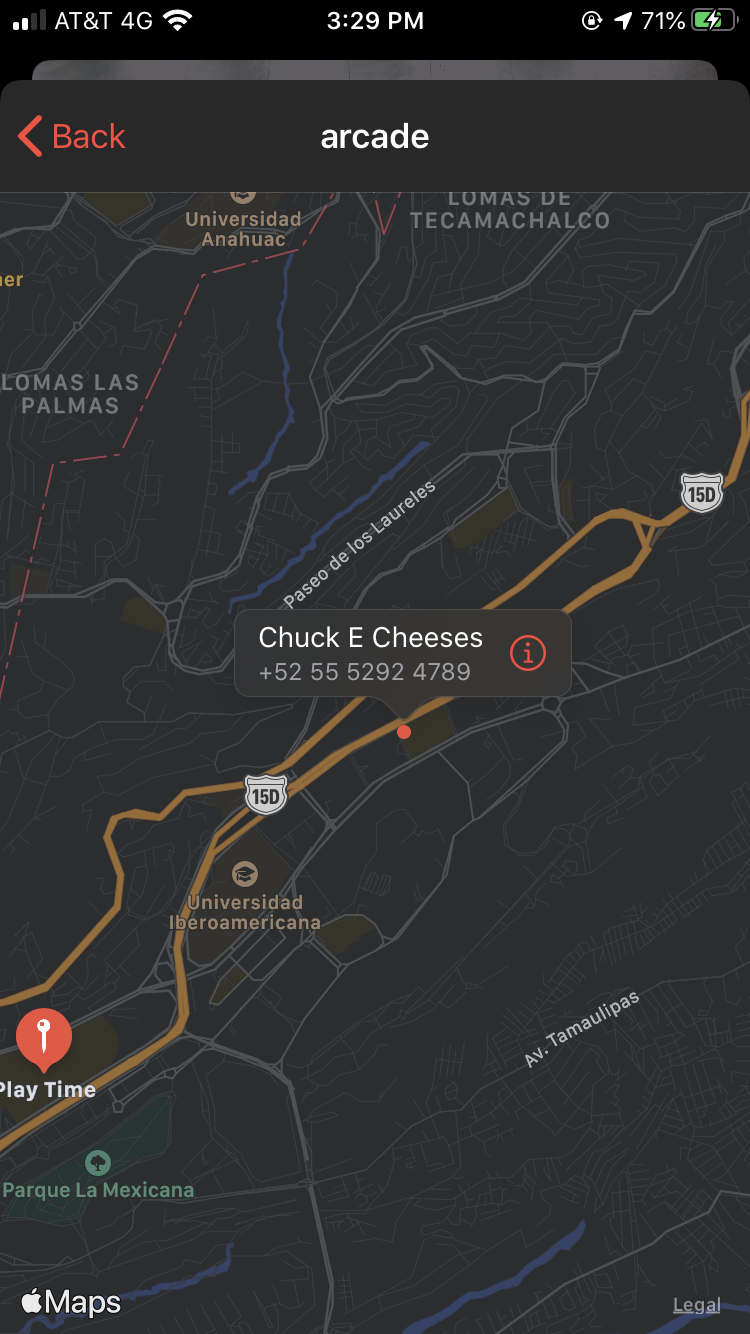 AT&T 4G 3:29 PM 71%
Back arcade
LOMAS DE
TECAMACHALCO
Universidad
Anahuac
er
LOMAS LAS
PALMAS
15D
Paseo de los Laureles
Chuck E Cheeses
+52 55 5292 4789
15D
Universidad
Iberoamericana
Av. Tamaulipas
Play Time
Parque La Mexicana
Maps
Legal